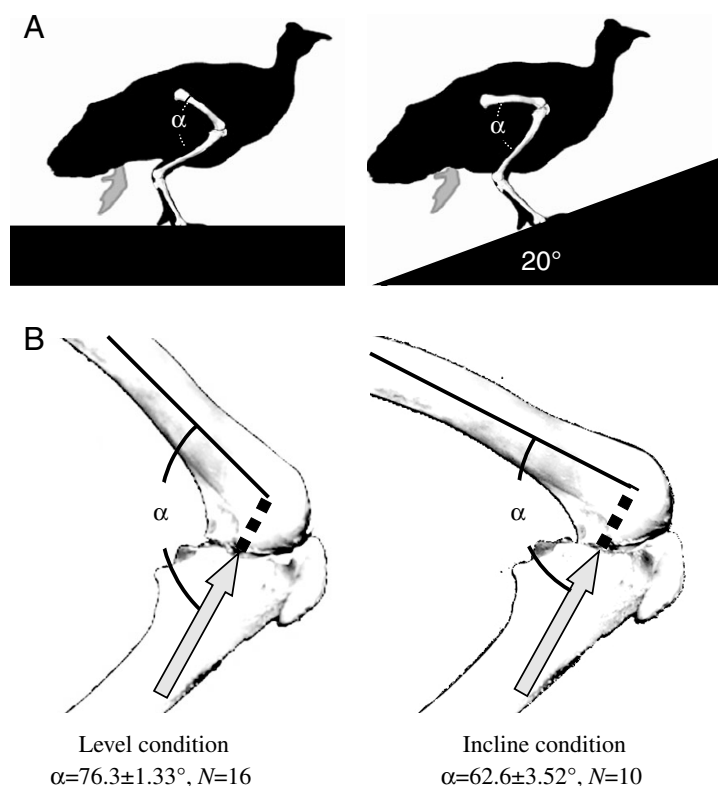 A
α
α
20°
B
α
α
Level condition
α=76.3±1.33°, N=16
Incline condition
α=62.6±3.52°, N=10